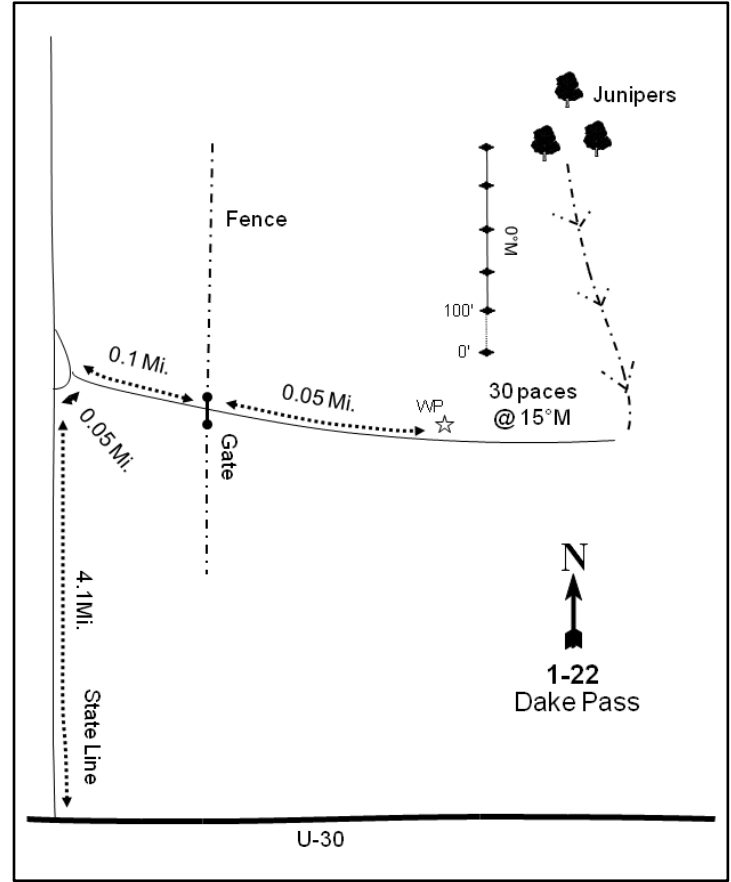 Junipers
Fence
0°M
100'
0'
0.1 Mi.
0.05 Mi.
WP
30 paces
@ 15°M
0.05 Mi.
Gate
4.1Mi.
State Line
N
1-22
Dake Pass
U-30